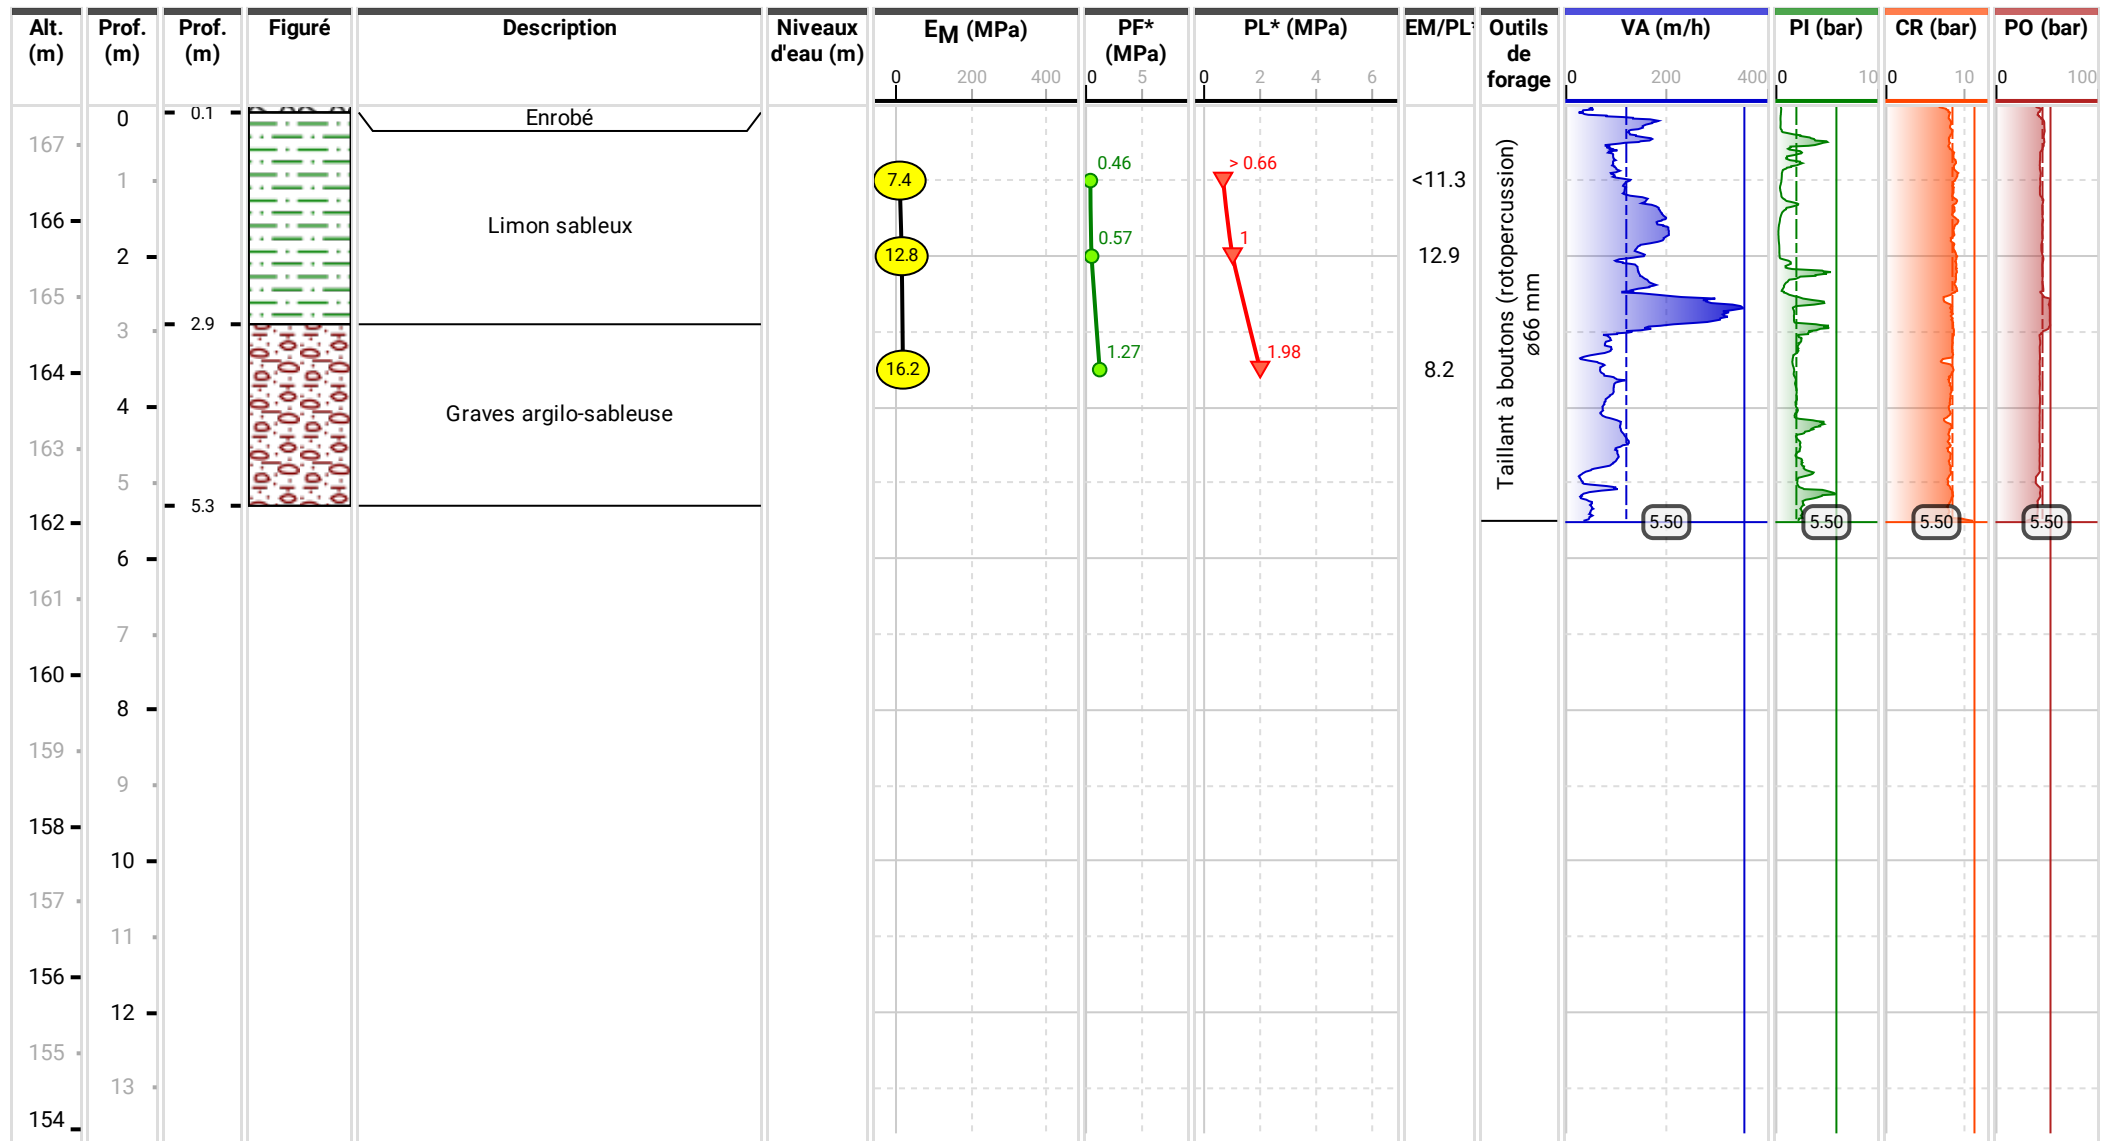 Alt. (m)
Prof. (m)
Prof. (m)
Figuré
Description
Niveaux d'eau (m)
EM (MPa)
PF* (MPa)
PL* (MPa)
EM/PL*
Outils de forage
VA (m/h)
PI (bar)
CR (bar)
PO (bar)
0 200 400
0 5
0 2 4 6
0 200 400
0 10
0 10
0 100
0 0.1 Enrobé
167
1 7.4 0.46 > 0.66 <11.3
166 Limon sableux
2 12.8 0.57 1 12.9
165
3 2.9
164 16.2 1.27 1.98 8.2
4 Graves argilo-sableuse
163
5
5.3
Taillant à boutons (rotopercussion)
⌀66 mm
162 5.50 5.50 5.50 5.50
6
161
7
160
8
159
9
158
10
157
11
156
12
155
13
154